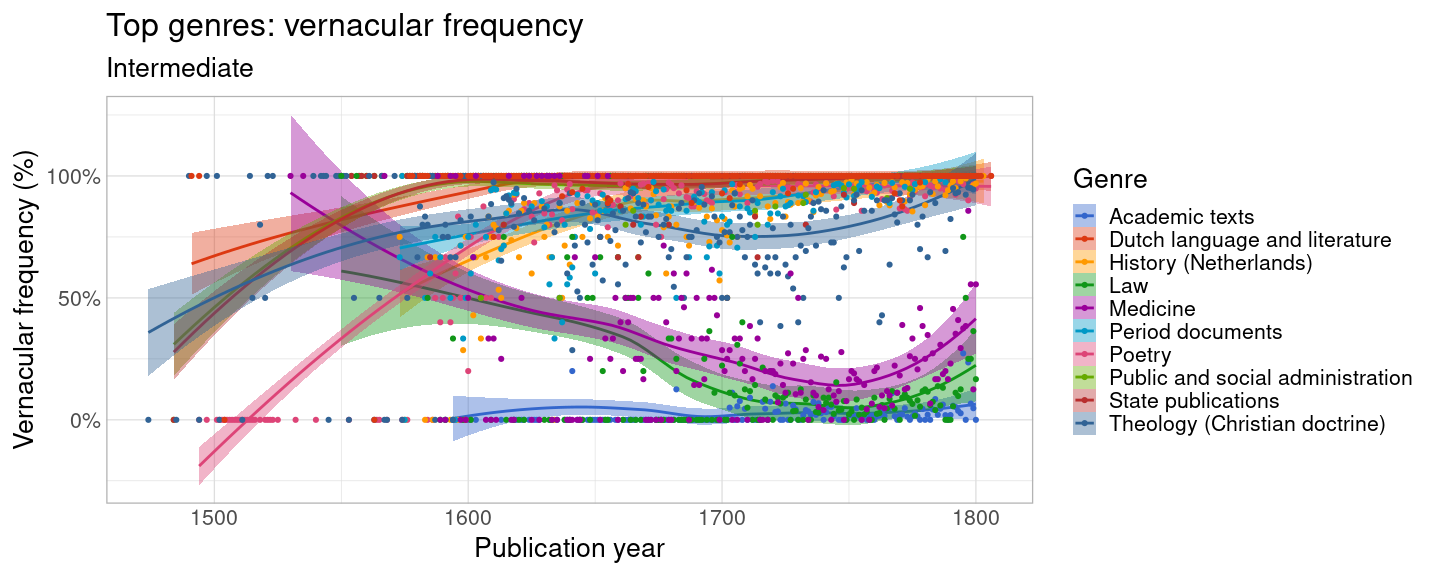 Top genres: vernacular frequency
Intermediate
Vernacular frequency (%)
100%
50%
0%
1500
1600
1700
1800
Publication year
Genre
Academic texts
Dutch language and literature
History (Netherlands)
Law
Medicine
Period documents
Poetry
Public and social administration
State publications
Theology (Christian doctrine)